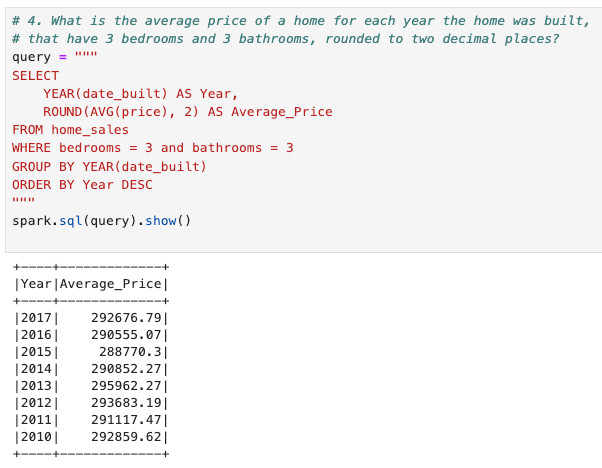 # 4. What is the average price of a home for each year the home was built,
# that have 3 bedrooms and 3 bathrooms, rounded to two decimal places?
query = """
SELECT
    YEAR(date_built) AS Year,
    ROUND(AVG(price), 2) AS Average_Price
FROM home_sales
WHERE bedrooms = 3 and bathrooms = 3
GROUP BY YEAR(date_built)
ORDER BY Year DESC
"""
spark.sql(query).show()
+----+-------------+
|Year|Average_Price|
+----+-------------+
|2017|    292676.79|
|2016|    290555.07|
|2015|     288770.3|
|2014|    290852.27|
|2013|    295962.27|
|2012|    293683.19|
|2011|    291117.47|
|2010|    292859.62|
+----+-------------+